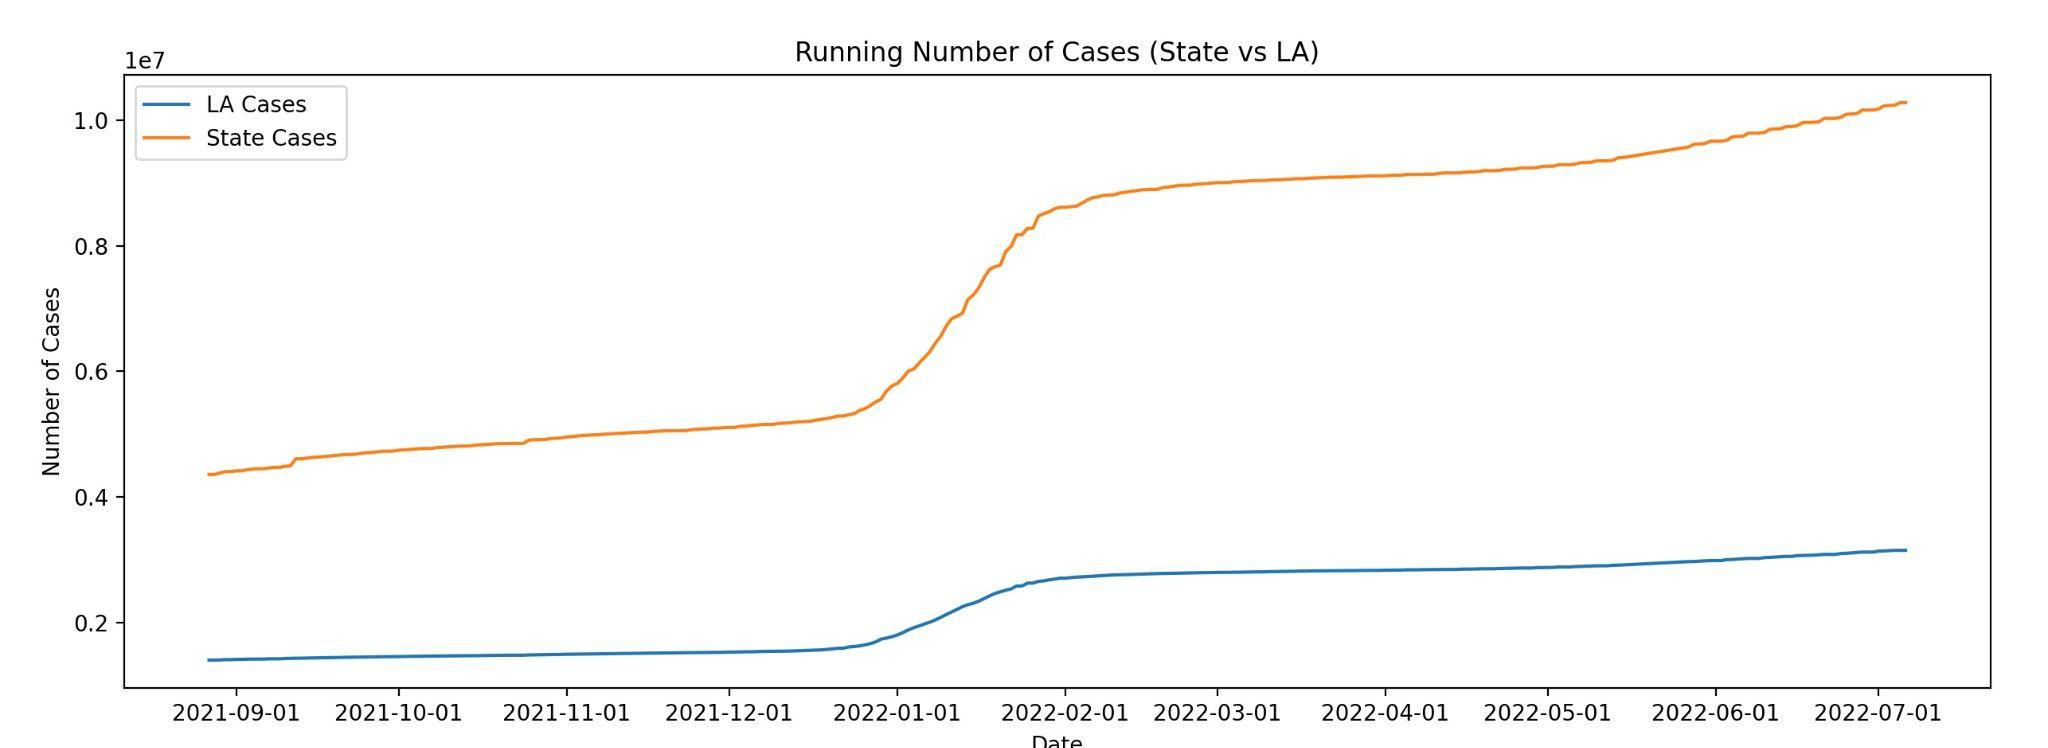 Running Number of Cases (State vs LA)
1e7
LA Cases
State Cases
1.0
0.8
0.6
0.4
0.2
Number of Cases
2021-09-01 2021-10-01 2021-11-01 2021-12-01 2022-01-01 2022-02-01 2022-03-01 2022-04-01 2022-05-01 2022-06-01 2022-07-01
Date